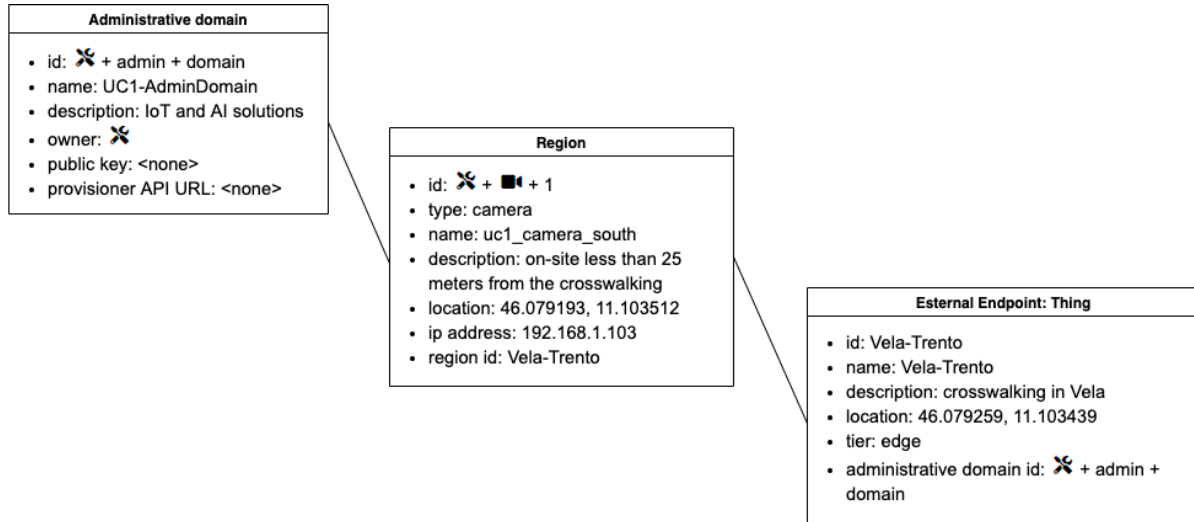 Administrative domain
• id: 🛠 + admin + domain
• name: UC1-AdminDomain
• description: IoT and AI solutions
• owner: 🛠
• public key: <none>
• provisioner API URL: <none>
Region
• id: 🛠 + 🎥 + 1
• type: camera
• name: uc1_camera_south
• description: on-site less than 25
meters from the crosswalking
• location: 46.079193, 11.103512
• ip address: 192.168.1.103
• region id: Vela-Trento
Esternal Endpoint: Thing
• id: Vela-Trento
• name: Vela-Trento
• description: crosswalking in Vela
• location: 46.079259, 11.103439
• tier: edge
• administrative domain id: 🛠 + admin +
domain